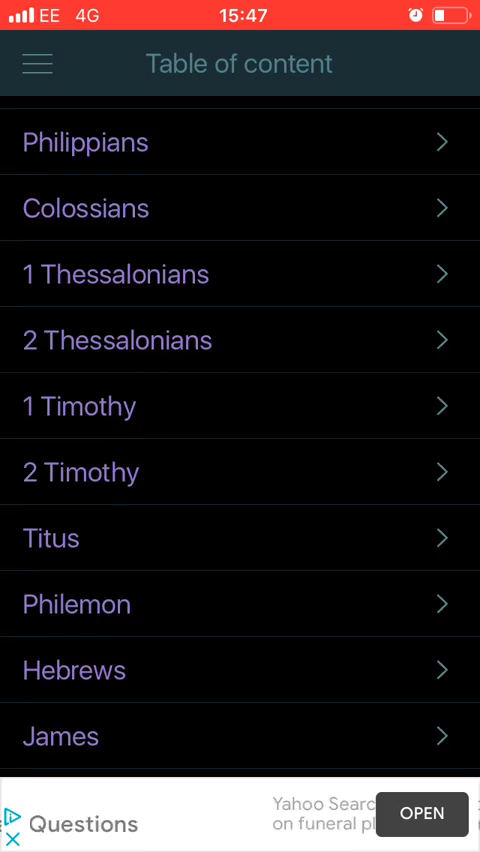 EE 4G 15:47
Table of content
Philippians
Colossians
1 Thessalonians
2 Thessalonians
1 Timothy
2 Timothy
Titus
Philemon
Hebrews
James
Questions
Yahoo Searc
on funeral pl
OPEN